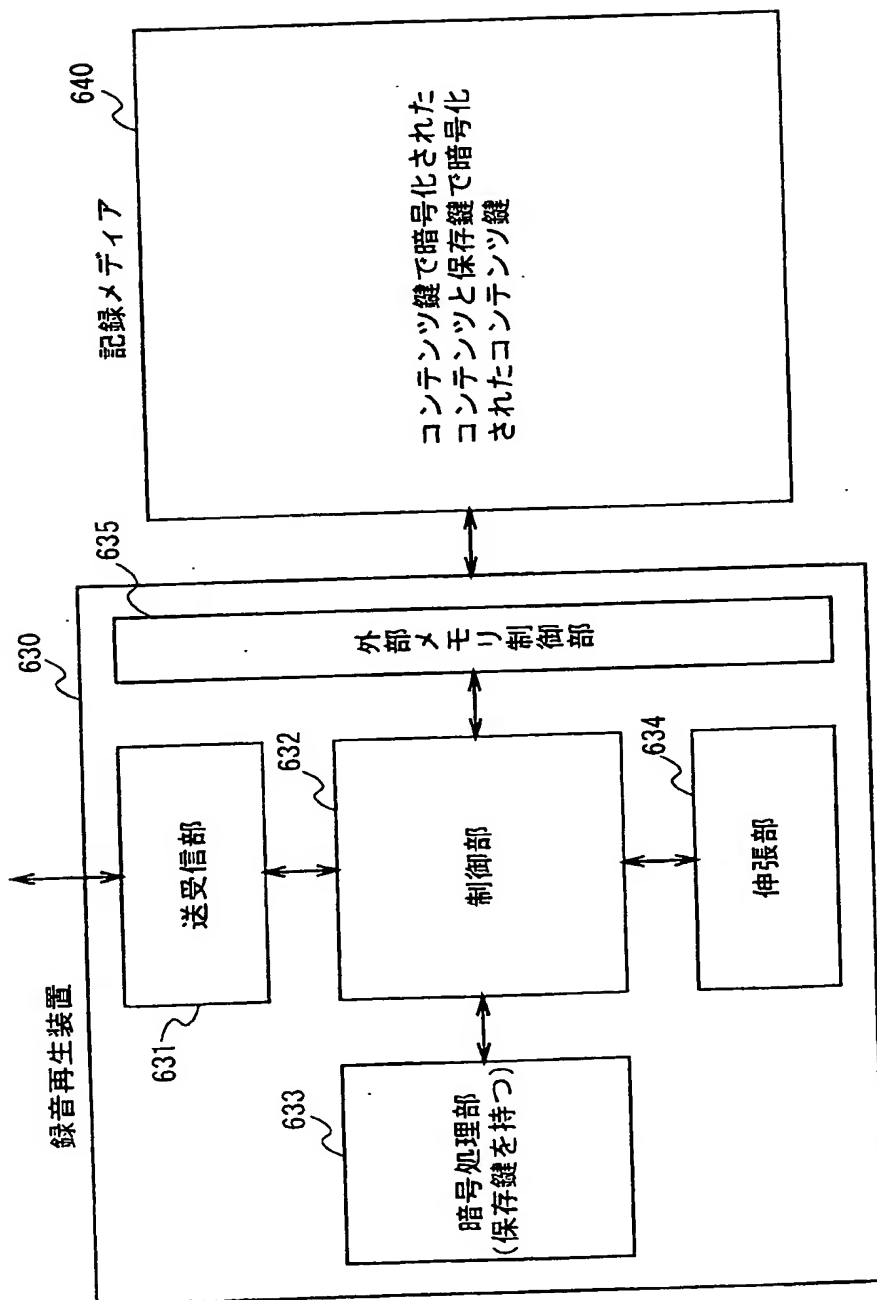 録音再生装置
630
631
送受信部
632
制御部
633
暗号処理部
(保存鍵を持つ)
634
伸張部
635
外部メモリ制御部
記録メディア
640
コンテンツ鍵で暗号化された
コンテンツと保存鍵で暗号化
されたコンテンツ鍵